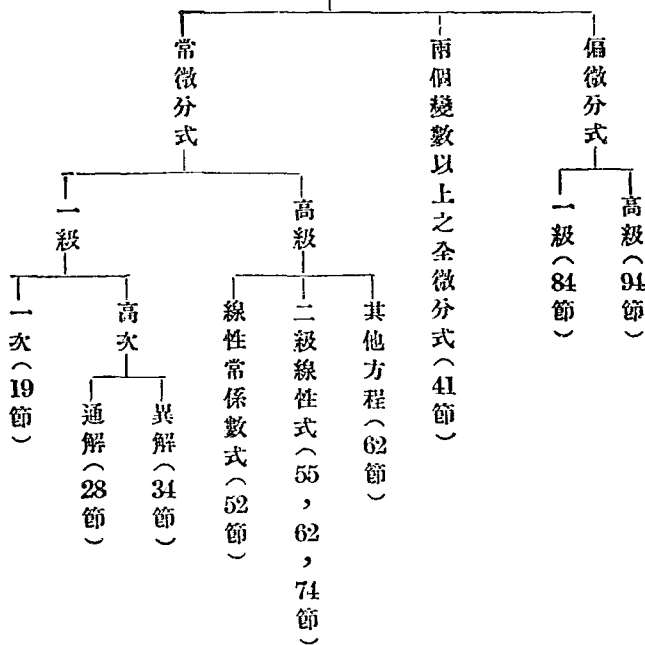 偏微分式
高級（94節）
一級（84節）
兩個變數以上之全微分式（41節）
常微分式
高級
其他方程（62節）
二級線性式（55，62，74節）
線性常係數式（52節）
一級
高次
異解（34節）
通解（28節）
一次（19節）